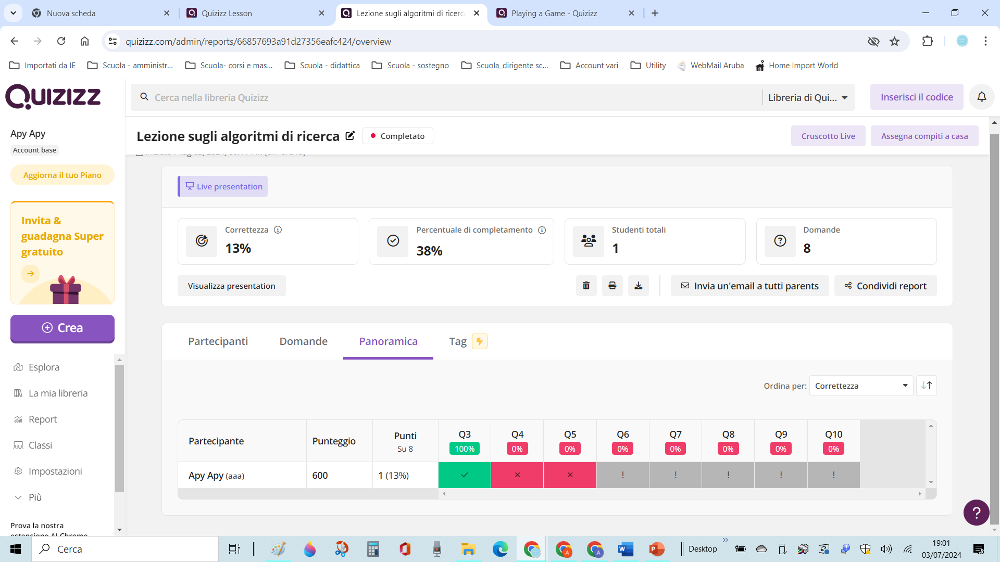 Nuova scheda
Quizizz Lesson
Lezione sugli algoritmi di ricerca
Playing a Game - Quizizz
quizizz.com/admin/reports/66857693a91d27356eafc424/overview
Importati da IE
Scuola - amministr...
Scuola- corsi e mas...
Scuola - didattica
Scuola - sostegno
Scuola_dirigente sc...
Account vari
Utility
WebMail Aruba
Home Import World
QUIZIZZ
Cerca nella libreria Quizizz
Libreria di Qui...
Inserisci il codice
Apy Apy
Account base
Aggiorna il tuo Piano
Invita &
guadagna Super
gratuito
Crea
Esplora
La mia libreria
Report
Classi
Impostazioni
Più
Prova la nostra
estensione AI Chrome
Lezione sugli algoritmi di ricerca
Completato
Cruscotto Live
Assegna compiti a casa
Live presentation
Correttezza
13%
Percentuale di completamento
38%
Studenti totali
1
Domande
8
Visualizza presentation
Invia un'email a tutti parents
Condividi report
Partecipanti
Domande
Panoramica
Tag
Ordina per:
Correttezza
Partecipante
Punteggio
Punti
Su 8
Q3
100%
Q4
0%
Q5
0%
Q6
0%
Q7
0%
Q8
0%
Q9
0%
Q10
0%
Apy Apy (aaa)
600
1 (13%)
! ! ! ! !
?
Cerca
Desktop
19:01
03/07/2024